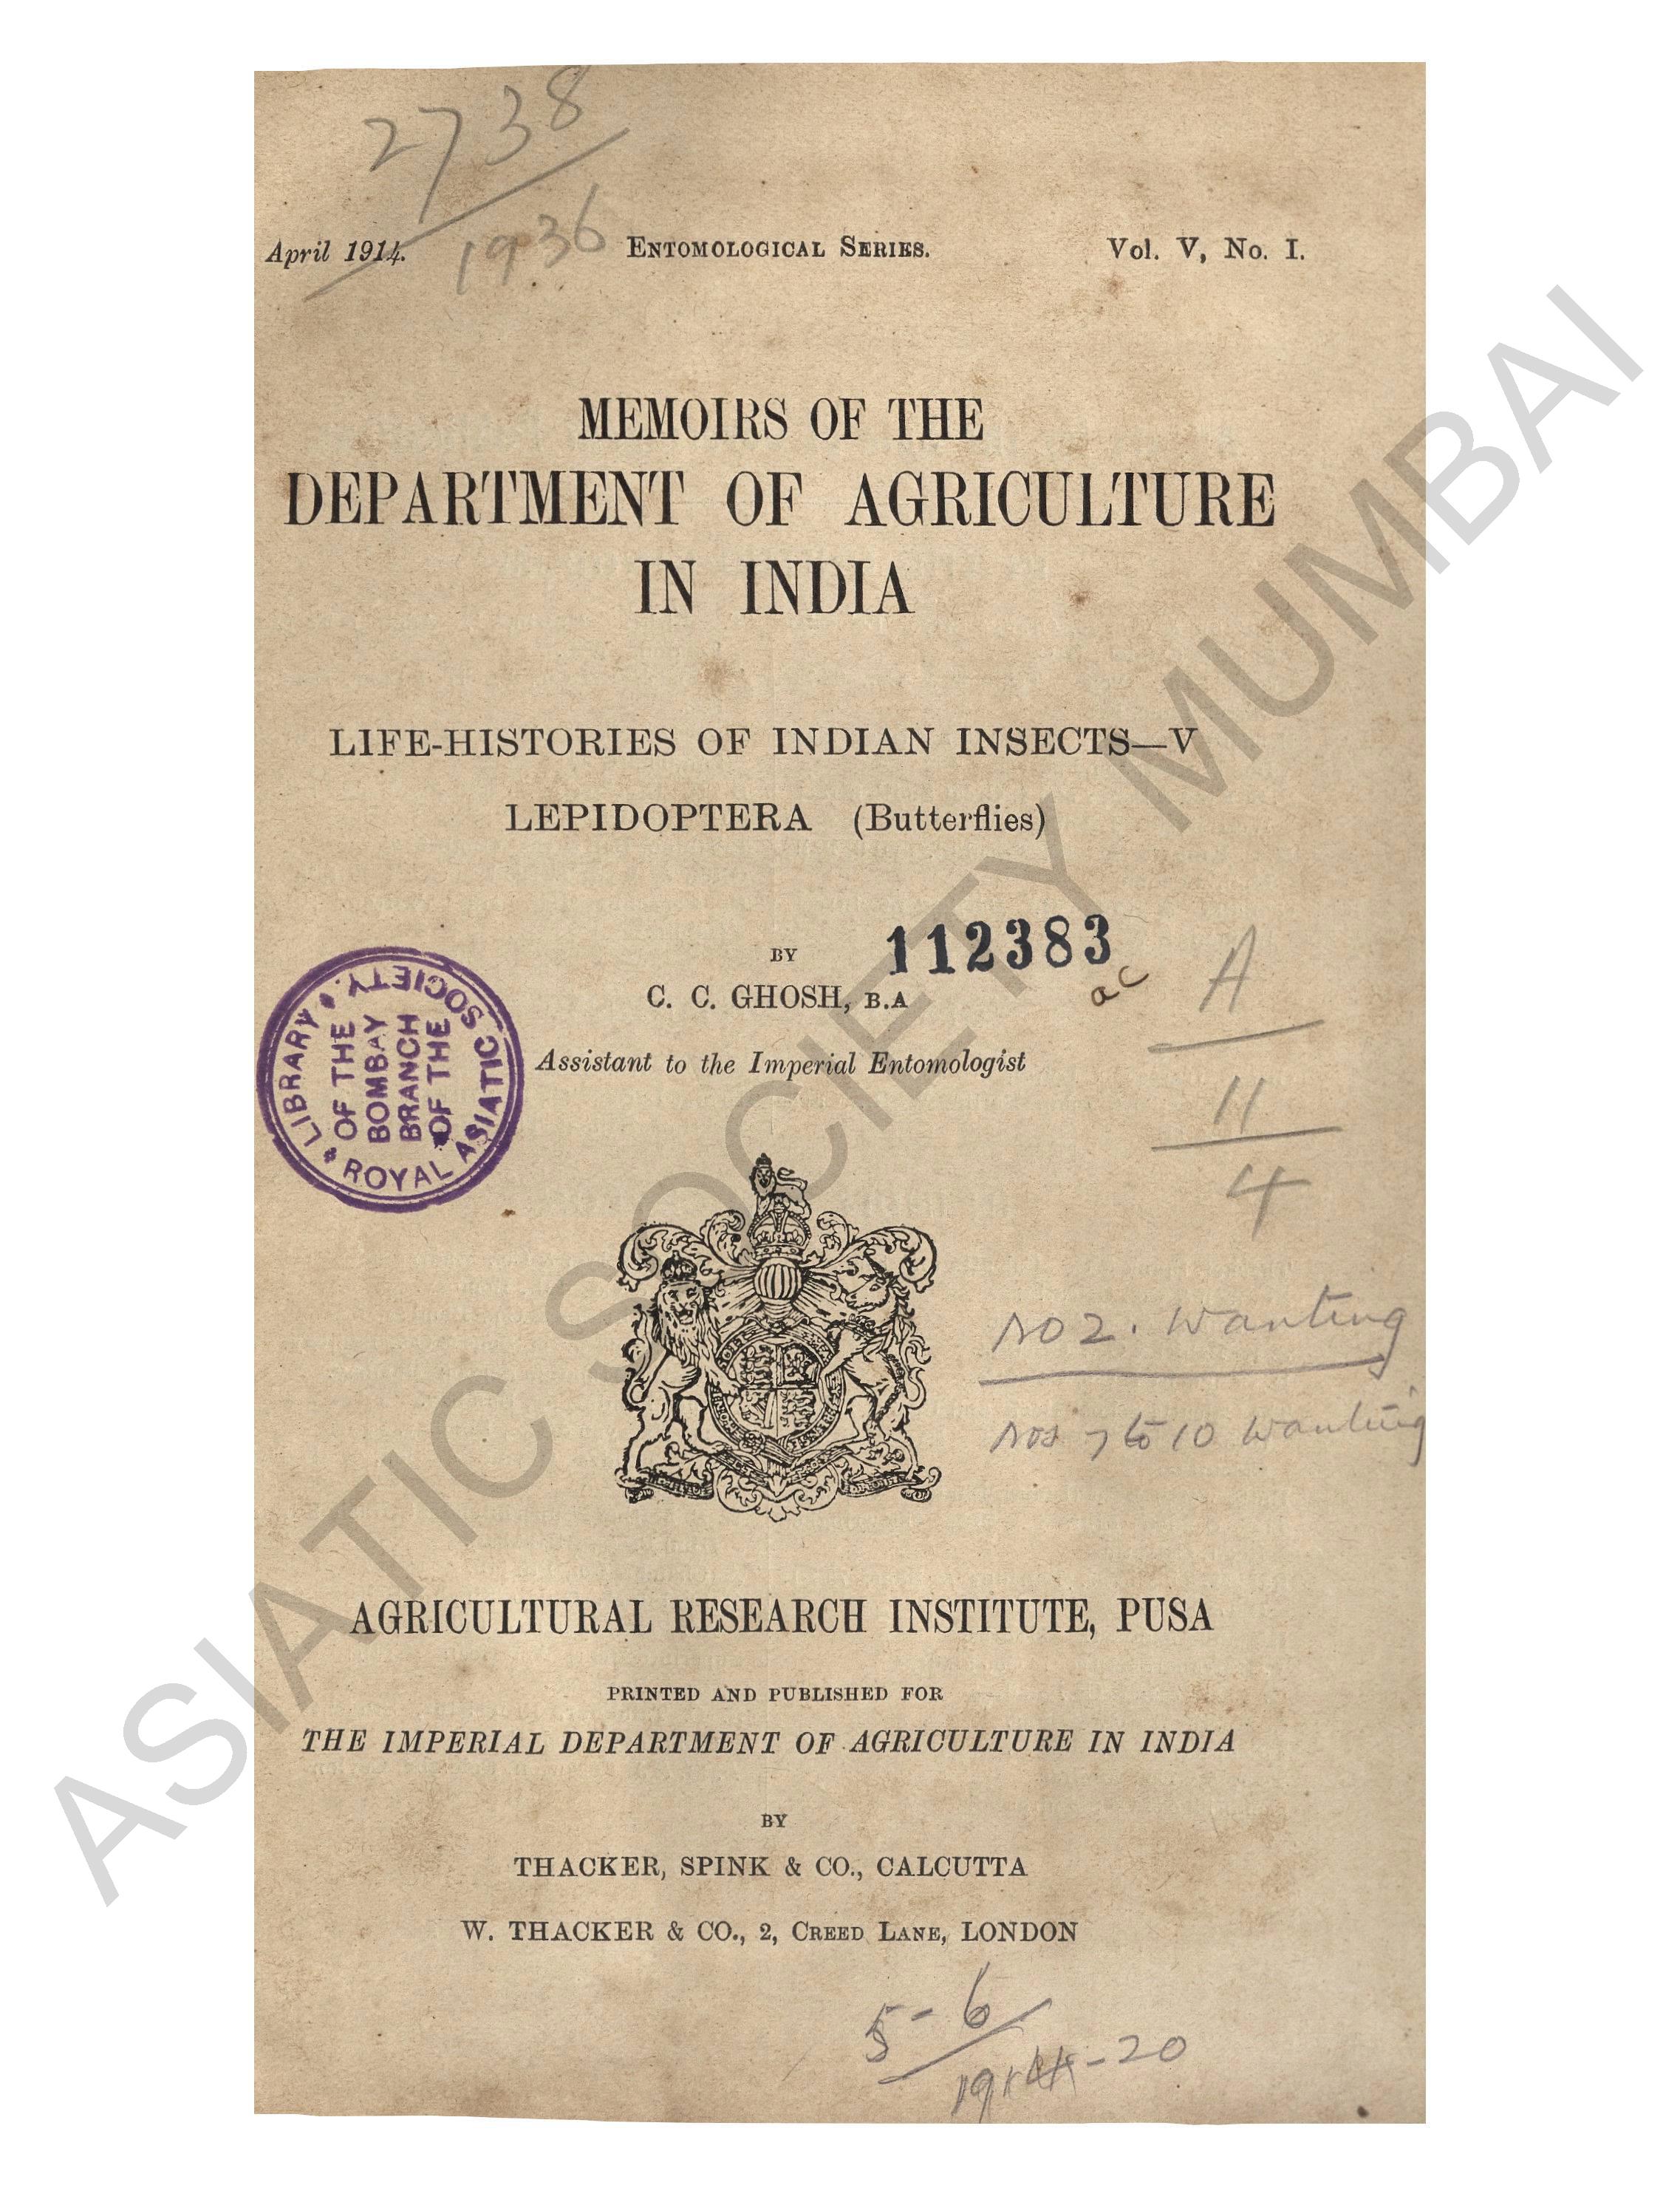 2738
1936
April 1914.
ENTOMOLOGICAL SERIES.
Vol. V, No. I.
MEMOIRS OF THE
DEPARTMENT OF AGRICULTURE
IN INDIA
LIFE-HISTORIES OF INDIAN INSECTS—V
LEPIDOPTERA (Butterflies)
BY
112383
ac
C. C. GHOSH, B.A
Assistant to the Imperial Entomologist
LIBRARY
OF THE
BOMBAY
BRANCH
OF THE
ROYAL ASIATIC SOCIETY.
A
11
4
No 2. Wanting
Nos 7 to 10 wanting
AGRICULTURAL RESEARCH INSTITUTE, PUSA
PRINTED AND PUBLISHED FOR
THE IMPERIAL DEPARTMENT OF AGRICULTURE IN INDIA
BY
THACKER, SPINK & CO., CALCUTTA
W. THACKER & CO., 2, CREED LANE, LONDON
5-6
ASIATIC SOCIETY MUMBAI